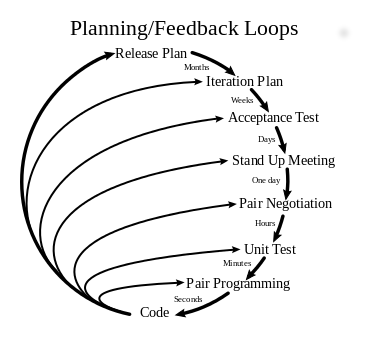 Planning/Feedback Loops
Release Plan
Months
Iteration Plan
Weeks
Acceptance Test
Days
Stand Up Meeting
One day
Pair Negotiation
Hours
Unit Test
Minutes
Pair Programming
Seconds
Code